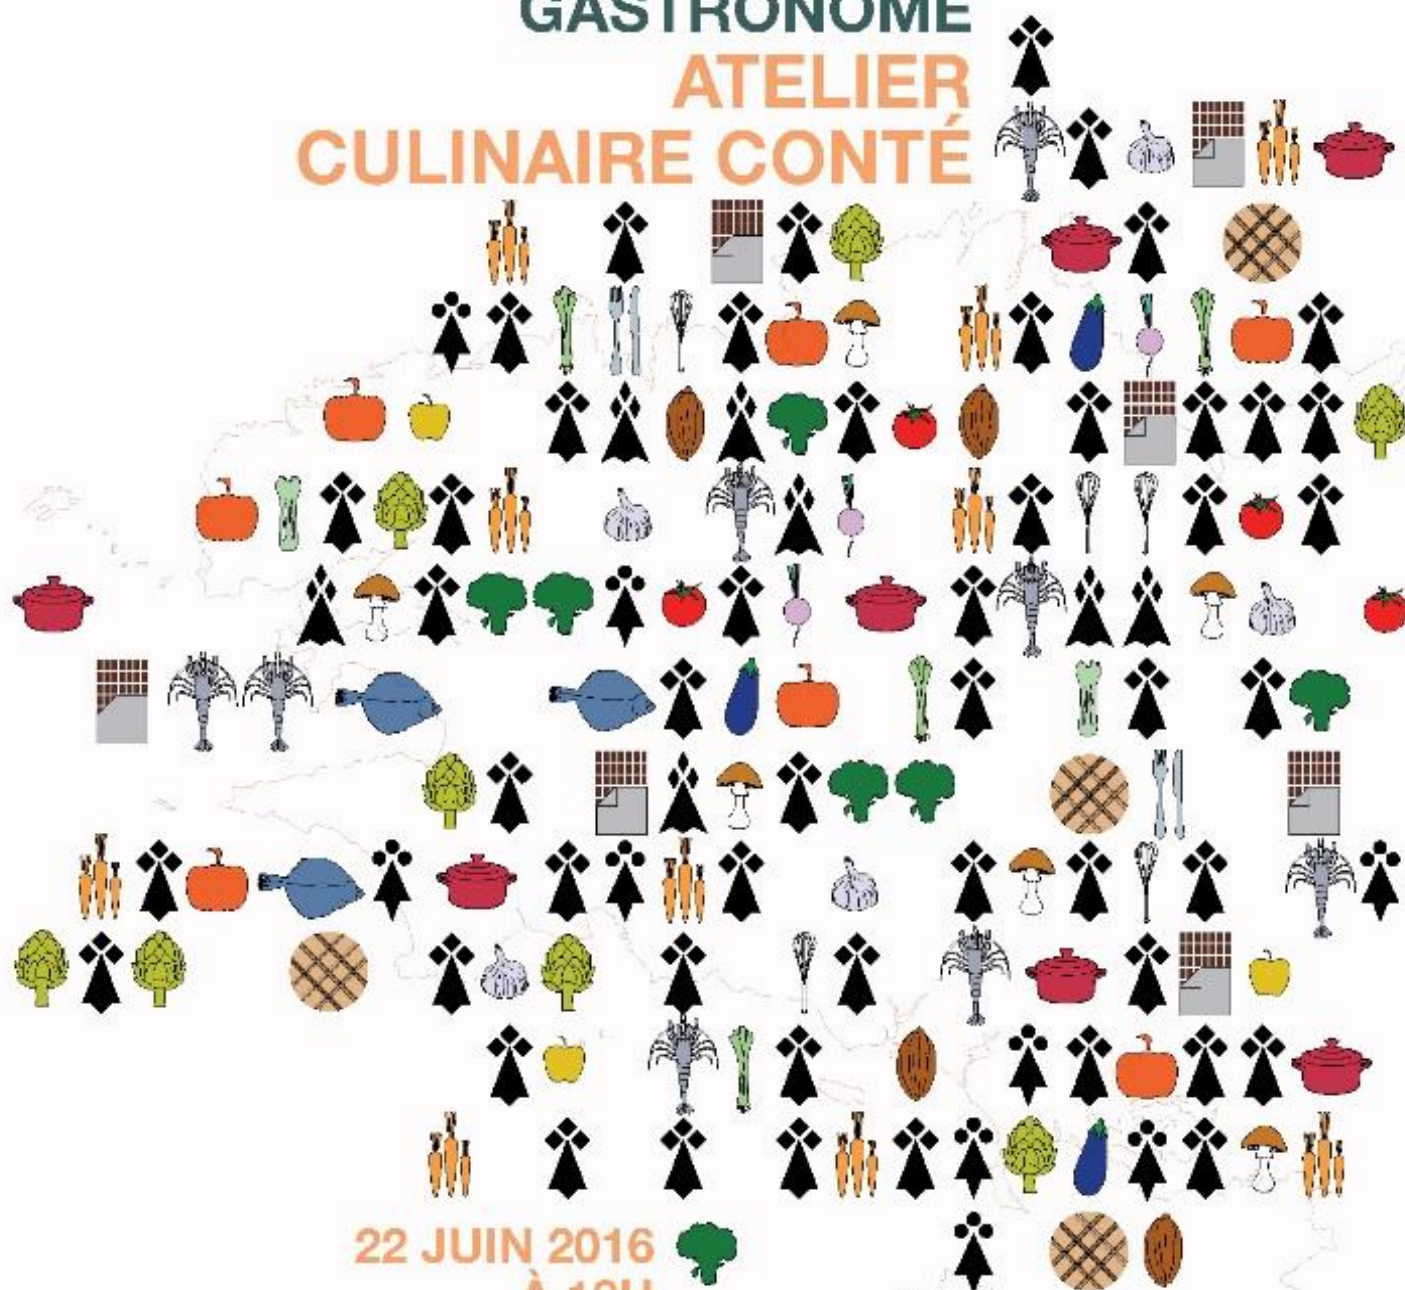 GASTRONOME
ATELIER
CULINAIRE CONTÉ
22 JUIN 2016
À